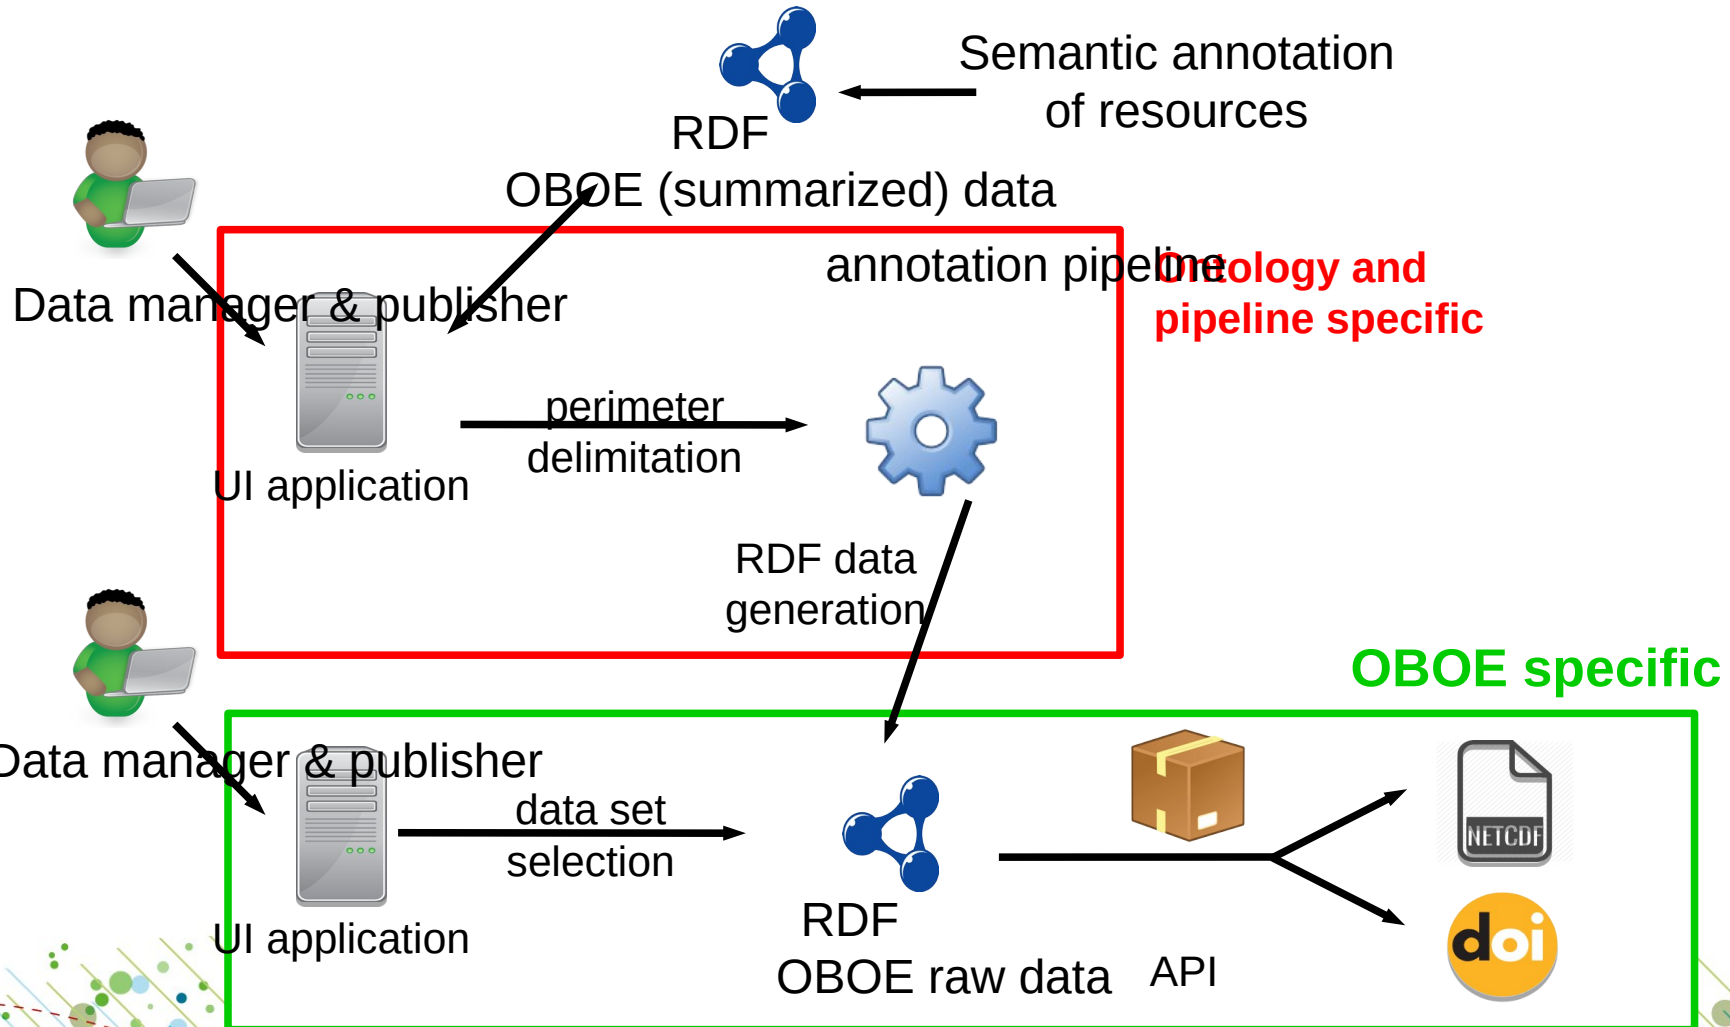 Semantic annotation
of resources
RDF
OBOE (summarized) data
annotation pipeline
Ontology and
pipeline specific
Data manager & publisher
perimeter
delimitation
UI application
RDF data
generation
OBOE specific
Data manager & publisher
data set
selection
NETCDF
UI application
RDF
OBOE raw data
API
doi